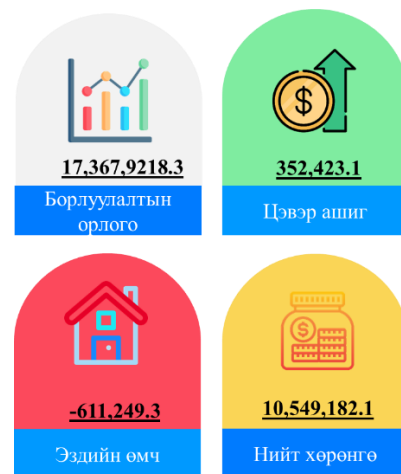 17,367,9218.3
Борлуулалтын
орлого
352,423.1
Цэвэр ашиг
-611,249.3
Эздийн өмч
10,549,182.1
Нийт хөрөнгө